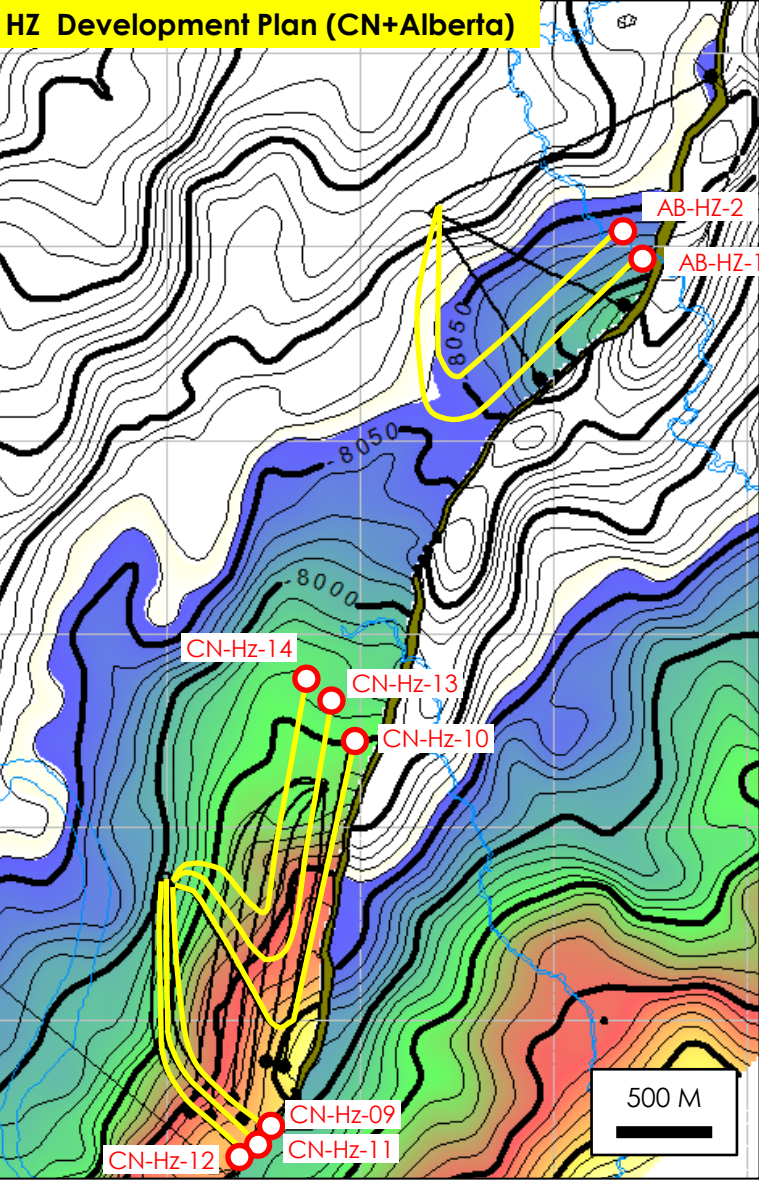 HZ Development Plan (CN+Alberta)
AB-HZ-2
AB-HZ-1
8050
-8050
-8000
CN-Hz-14
CN-Hz-13
CN-Hz-10
500 M
CN-Hz-09
CN-Hz-11
CN-Hz-12